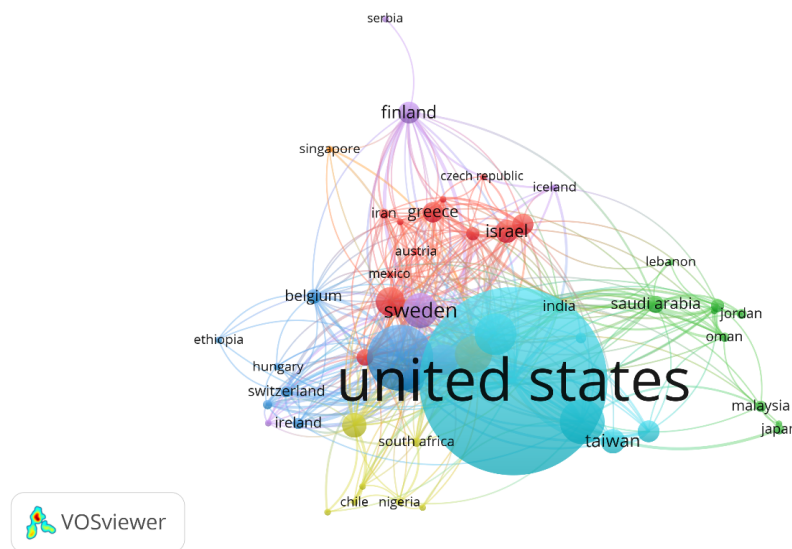 serbia
finland
singapore
czech republic
iceland
iran
greece
israel
austria
lebanon
mexico
belgium
sweden
india
saudi arabia
jordan
ethiopia
oman
hungary
united states
switzerland
malaysia
ireland
south africa
taiwan
japan
chile
nigeria
VOSviewer